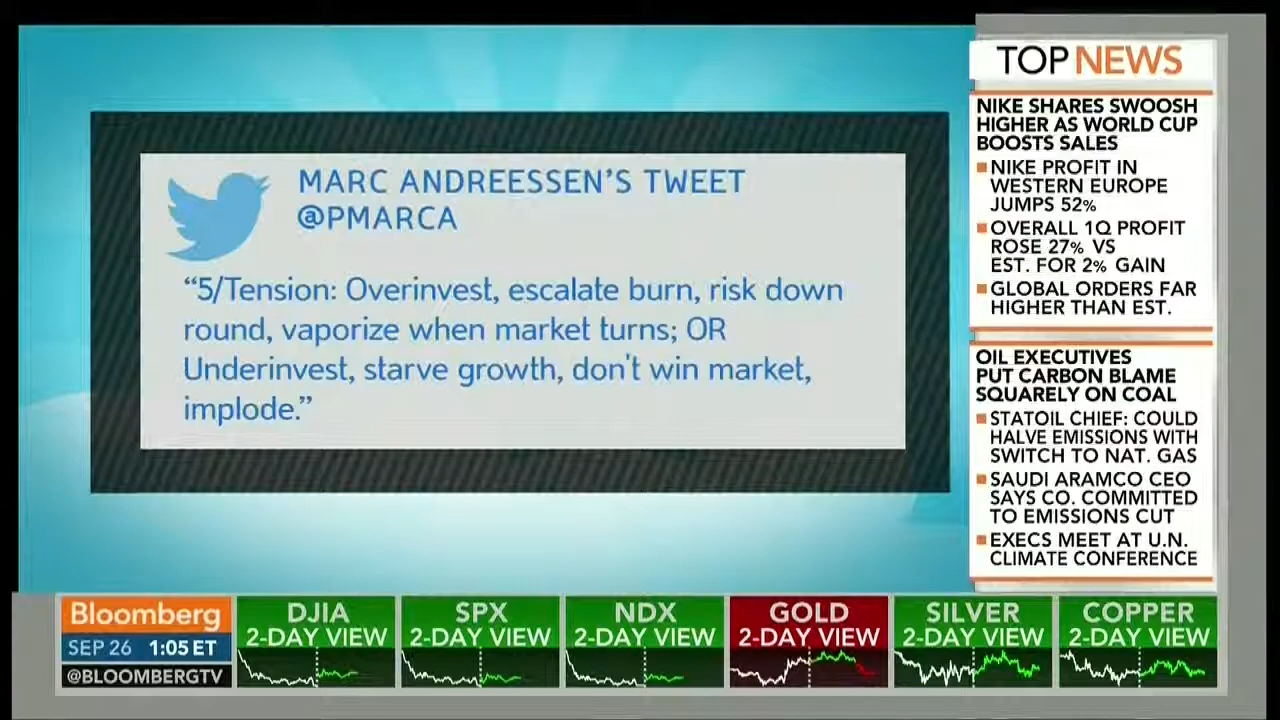 MARC ANDREESSEN'S TWEET
@PMARCA
“5/Tension: Overinvest, escalate burn, risk down
round, vaporize when market turns; OR
Underinvest, starve growth, don't win market,
implode.”
TOP NEWS
NIKE SHARES SWOOSH
HIGHER AS WORLD CUP
BOOSTS SALES
NIKE PROFIT IN
WESTERN EUROPE
JUMPS 52%
OVERALL 1Q PROFIT
ROSE 27% VS
EST. FOR 2% GAIN
GLOBAL ORDERS FAR
HIGHER THAN EST.
OIL EXECUTIVES
PUT CARBON BLAME
SQUARELY ON COAL
STATOIL CHIEF: COULD
HALVE EMISSIONS WITH
SWITCH TO NAT. GAS
SAUDI ARAMCO CEO
SAYS CO. COMMITTED
TO EMISSIONS CUT
EXECS MEET AT U.N.
CLIMATE CONFERENCE
Bloomberg
SEP 26 1:05 ET
@BLOOMBERGTV
DJIA
2-DAY VIEW
SPX
2-DAY VIEW
NDX
2-DAY VIEW
GOLD
2-DAY VIEW
SILVER
2-DAY VIEW
COPPER
2-DAY VIEW